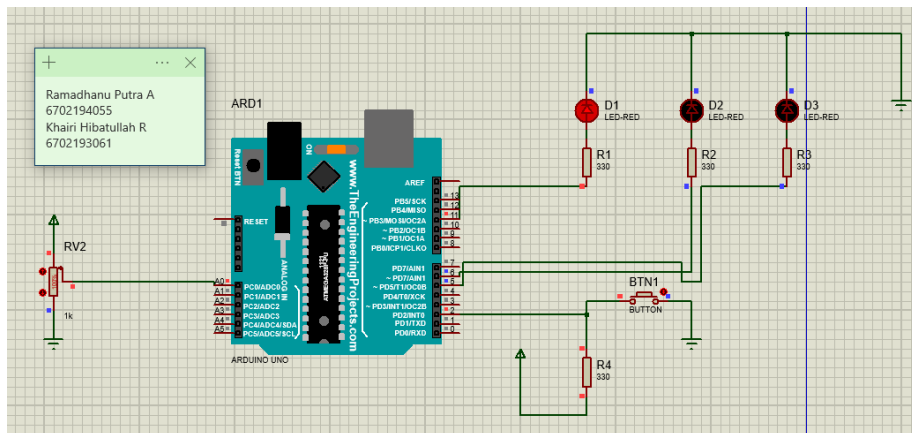 Ramadhanu Putra A
6702194055
Khairi Hibatullah R
6702193061
ARD1
D1
LED-RED
D2
LED-RED
D3
LED-RED
R1
330
R2
330
R3
330
Reset BTN
ON
www.TheEngineeringProjects.com
AREF
PB5/SCK
13
PB4/MISO
12
~ PB3/MOSI/OC2A
11
~ PB2/OC1B
10
~ PB1/OC1A
9
PB0/ICP1/CLKO
8
RESET
ANALOG IN
PD7/AIN1
7
~ PD7/AIN1
6
~ PD5/T1/OC0B
5
PD4/T0/XCK
4
~ PD3/INT1/OC2B
3
PD2/INT0
2
PD1/TXD
1
PD0/RXD
0
A0
PC0/ADC0
A1
PC1/ADC1
A2
PC2/ADC2
A3
PC3/ADC3
A4
PC4/ADC4/SDA
A5
PC5/ADC5/SCL
ARDUINO UNO
RV2
1k
BTN1
BUTTON
R4
330